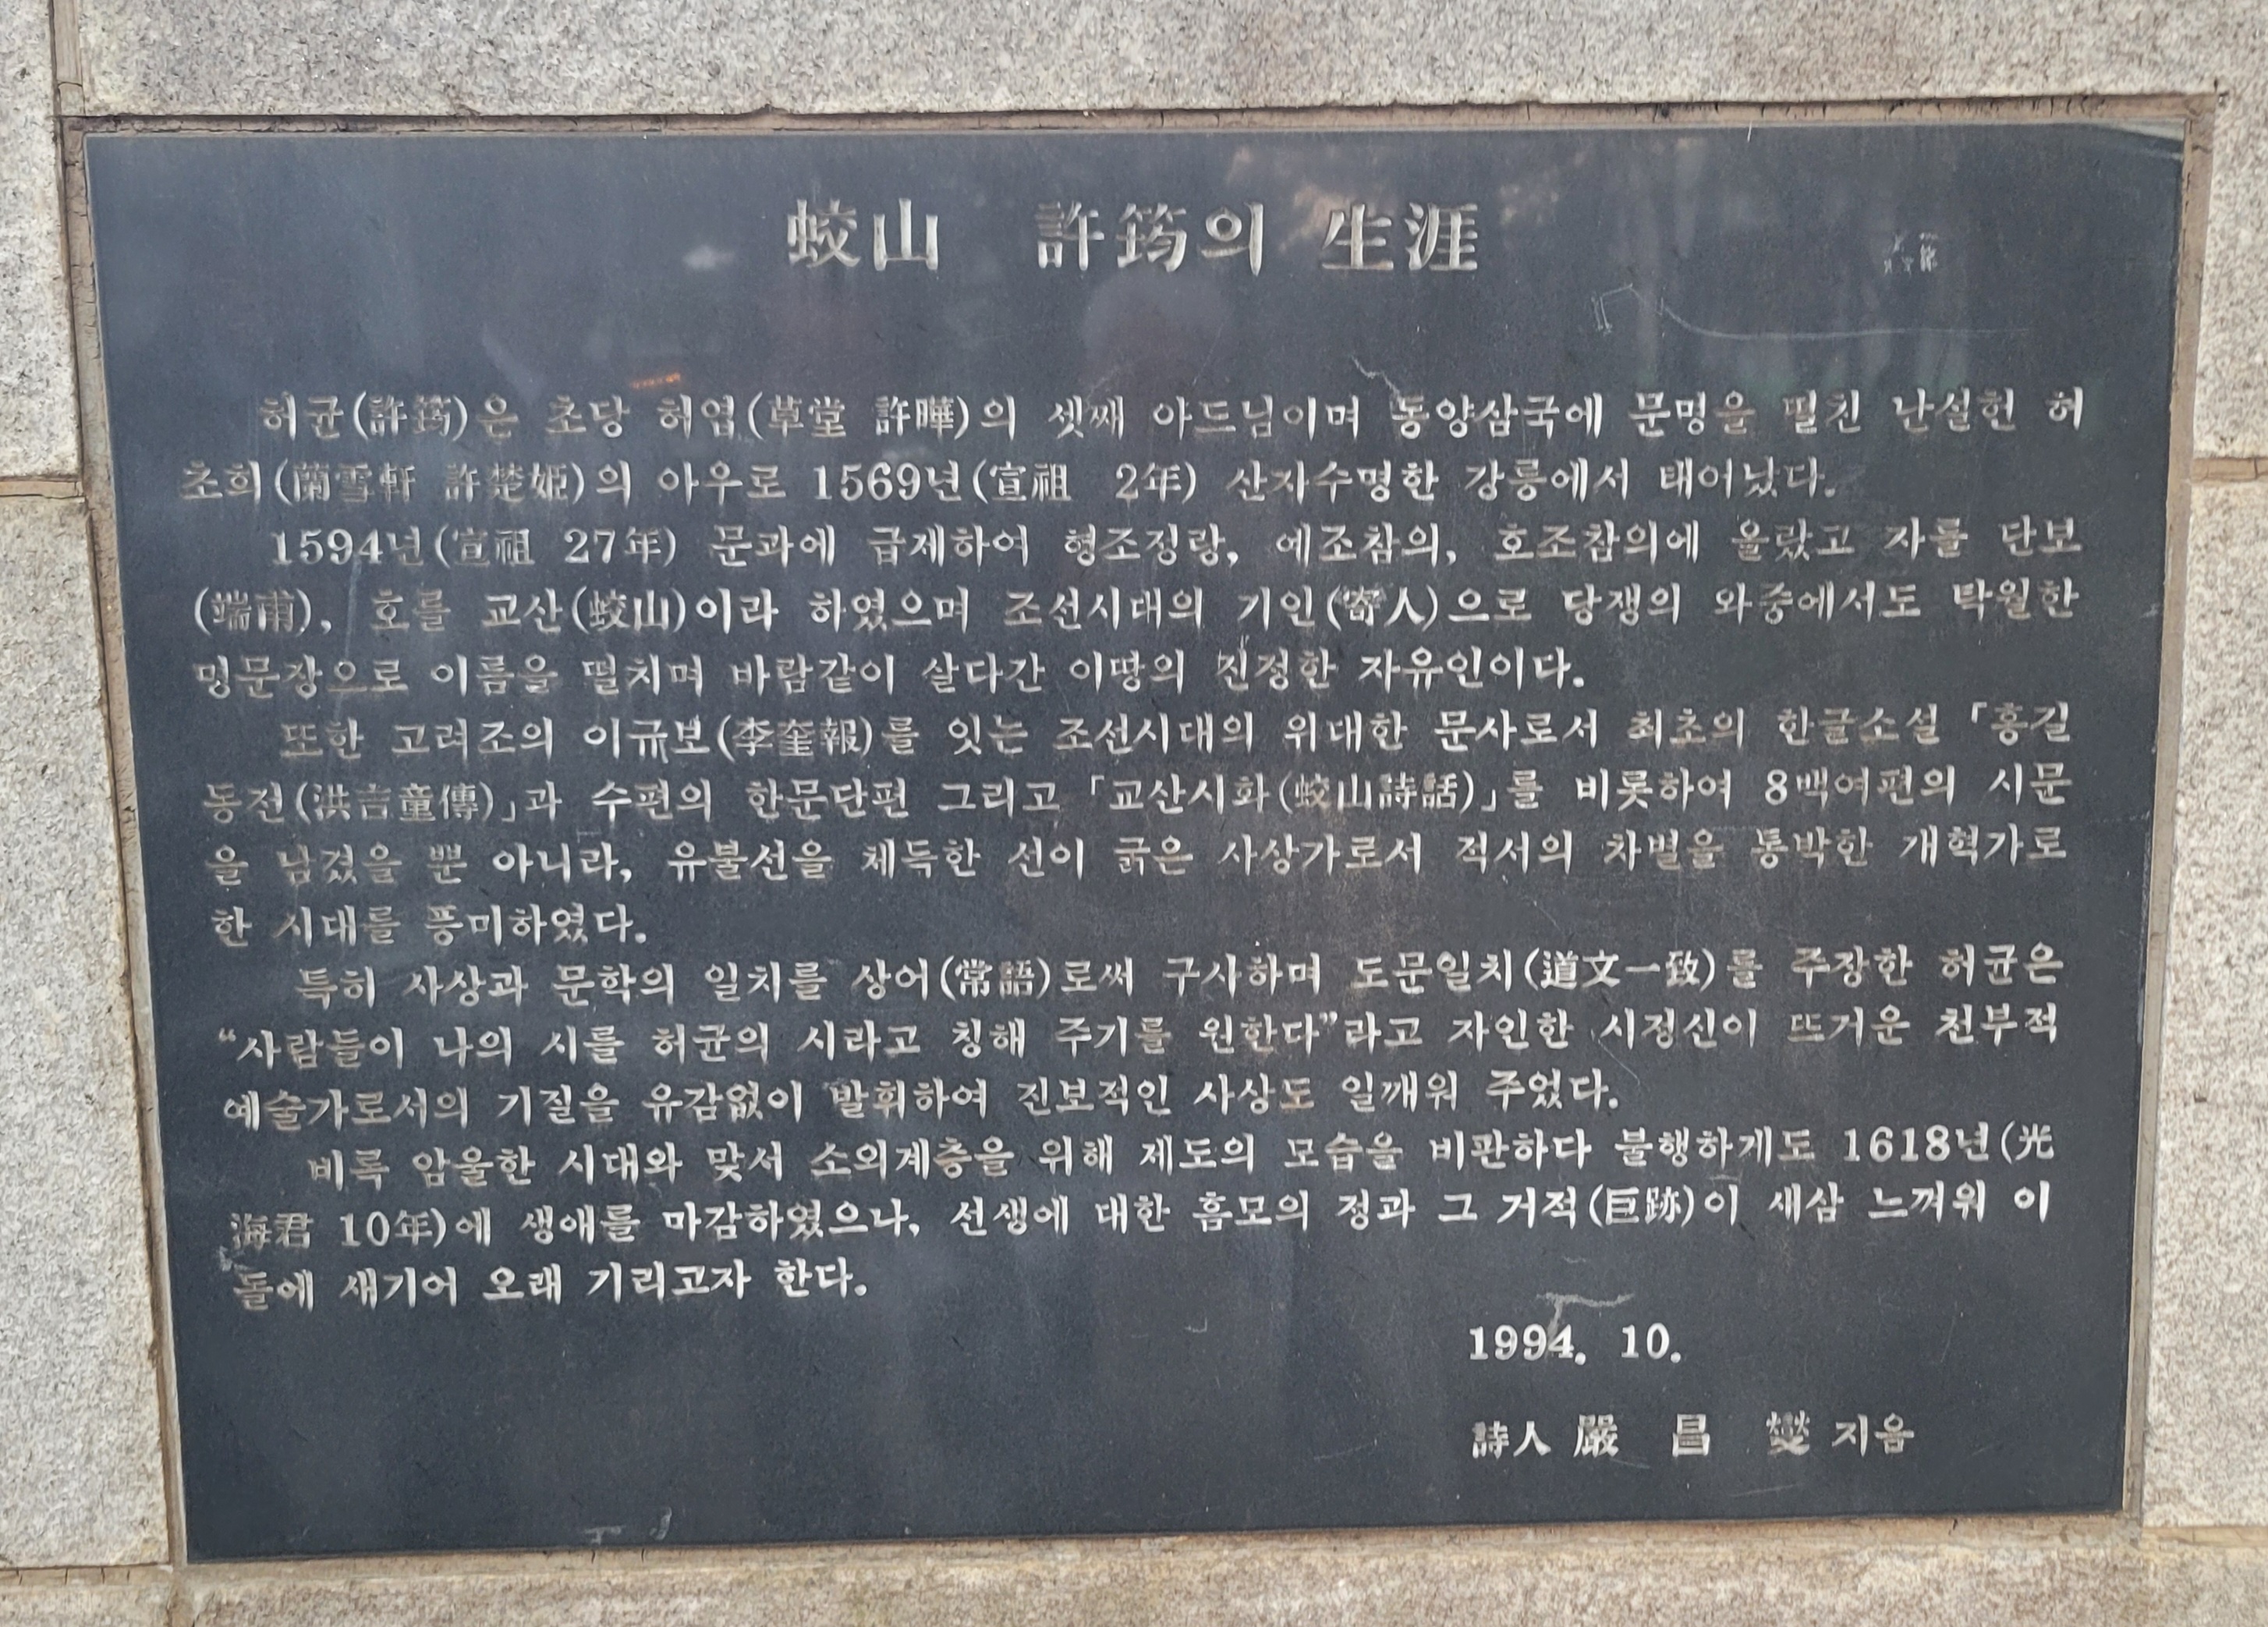 蛟山 許筠의 生涯
허균(許筠)은 초당 허엽(草堂 許曄)의 셋째 아드님이며 동양삼국에 문명을 떨친 난설헌 허
초희(蘭雪軒 許楚姬)의 아우로 1569년(宣祖 2年) 산자수명한 강릉에서 태어났다.
1594년(宣祖 27年) 문과에 급제하여 형조정랑, 예조참의, 호조참의에 올랐고 자를 단보
(端甫), 호를 교산(蛟山)이라 하였으며 조선시대의 기인(寄人)으로 당쟁의 와중에서도 탁월한
명문장으로 이름을 떨치며 바람같이 살다간 이땅의 진정한 자유인이다.
또한 고려조의 이규보(李奎報)를 잇는 조선시대의 위대한 문사로서 최초의 한글소설 「홍길
동전(洪吉童傳)」과 수편의 한문단편 그리고 「교산시화(蛟山詩話)」를 비롯하여 8백여편의 시문
을 남겼을 뿐 아니라, 유불선을 체득한 선이 굵은 사상가로서 적서의 차별을 통박한 개혁가로
한 시대를 풍미하였다.
특히 사상과 문학의 일치를 상어(常語)로써 구사하며 도문일치(道文一致)를 주장한 허균은
“사람들이 나의 시를 허균의 시라고 칭해 주기를 원한다”라고 자인한 시정신이 뜨거운 천부적
예술가로서의 기질을 유감없이 발휘하여 진보적인 사상도 일깨워 주었다.
비록 암울한 시대와 맞서 소외계층을 위해 제도의 모습을 비판하다 불행하게도 1618년(光
海君 10年)에 생애를 마감하였으나, 선생에 대한 흠모의 정과 그 거적(巨跡)이 새삼 느껴워 이
돌에 새기어 오래 기리고자 한다.
1994. 10.
詩人 嚴 昌 燮 지음